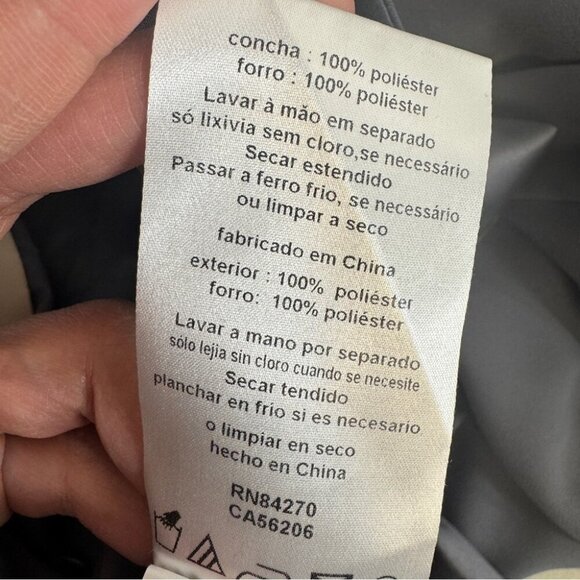 concha : 100% poliéster
forro : 100% poliéster
Lavar à mão em separado
só lixivia sem cloro,se necessário
Secar estendido
Passar a ferro frio, se necessário
ou limpar a seco
fabricado em China
exterior : 100% poliéster
forro: 100% poliéster
Lavar a mano por separado
sólo lejia sin cloro cuando se necesite
Secar tendido
planchar en frio si es necesario
o limpiar en seco
hecho en China
RN84270
CA56206